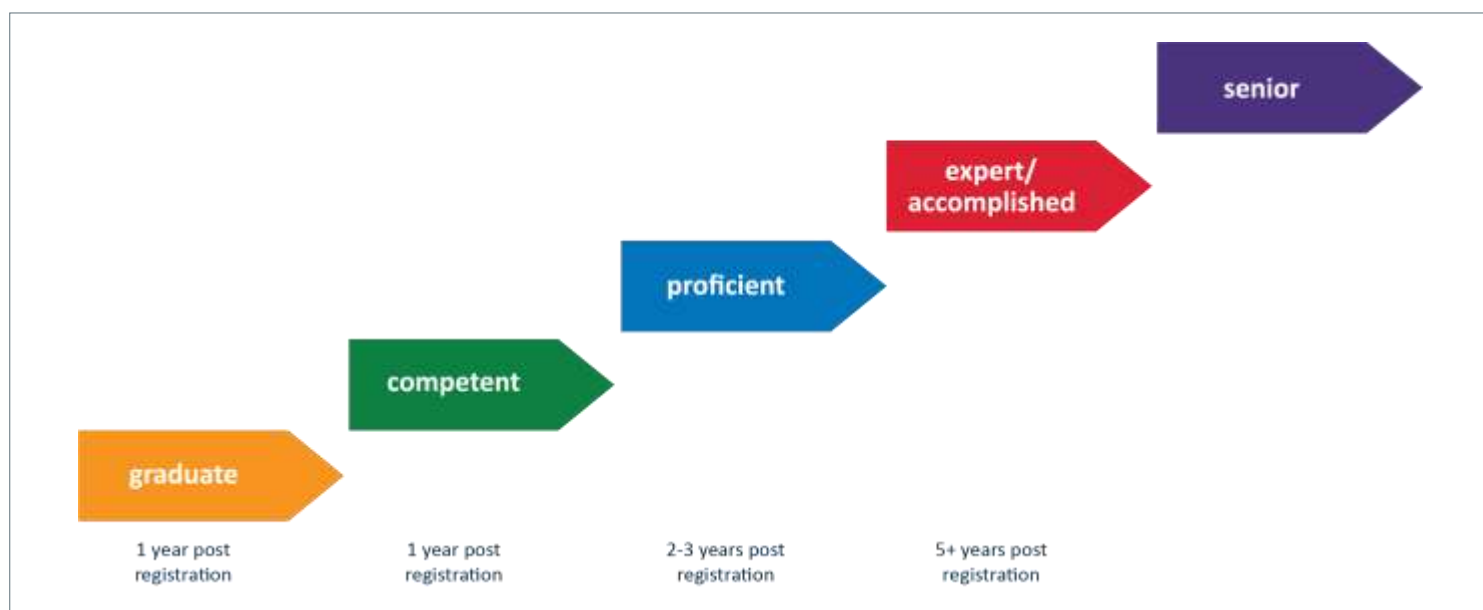 senior
expert/
accomplished
proficient
competent
graduate
1 year post
registration
1 year post
registration
2-3 years post
registration
5+ years post
registration